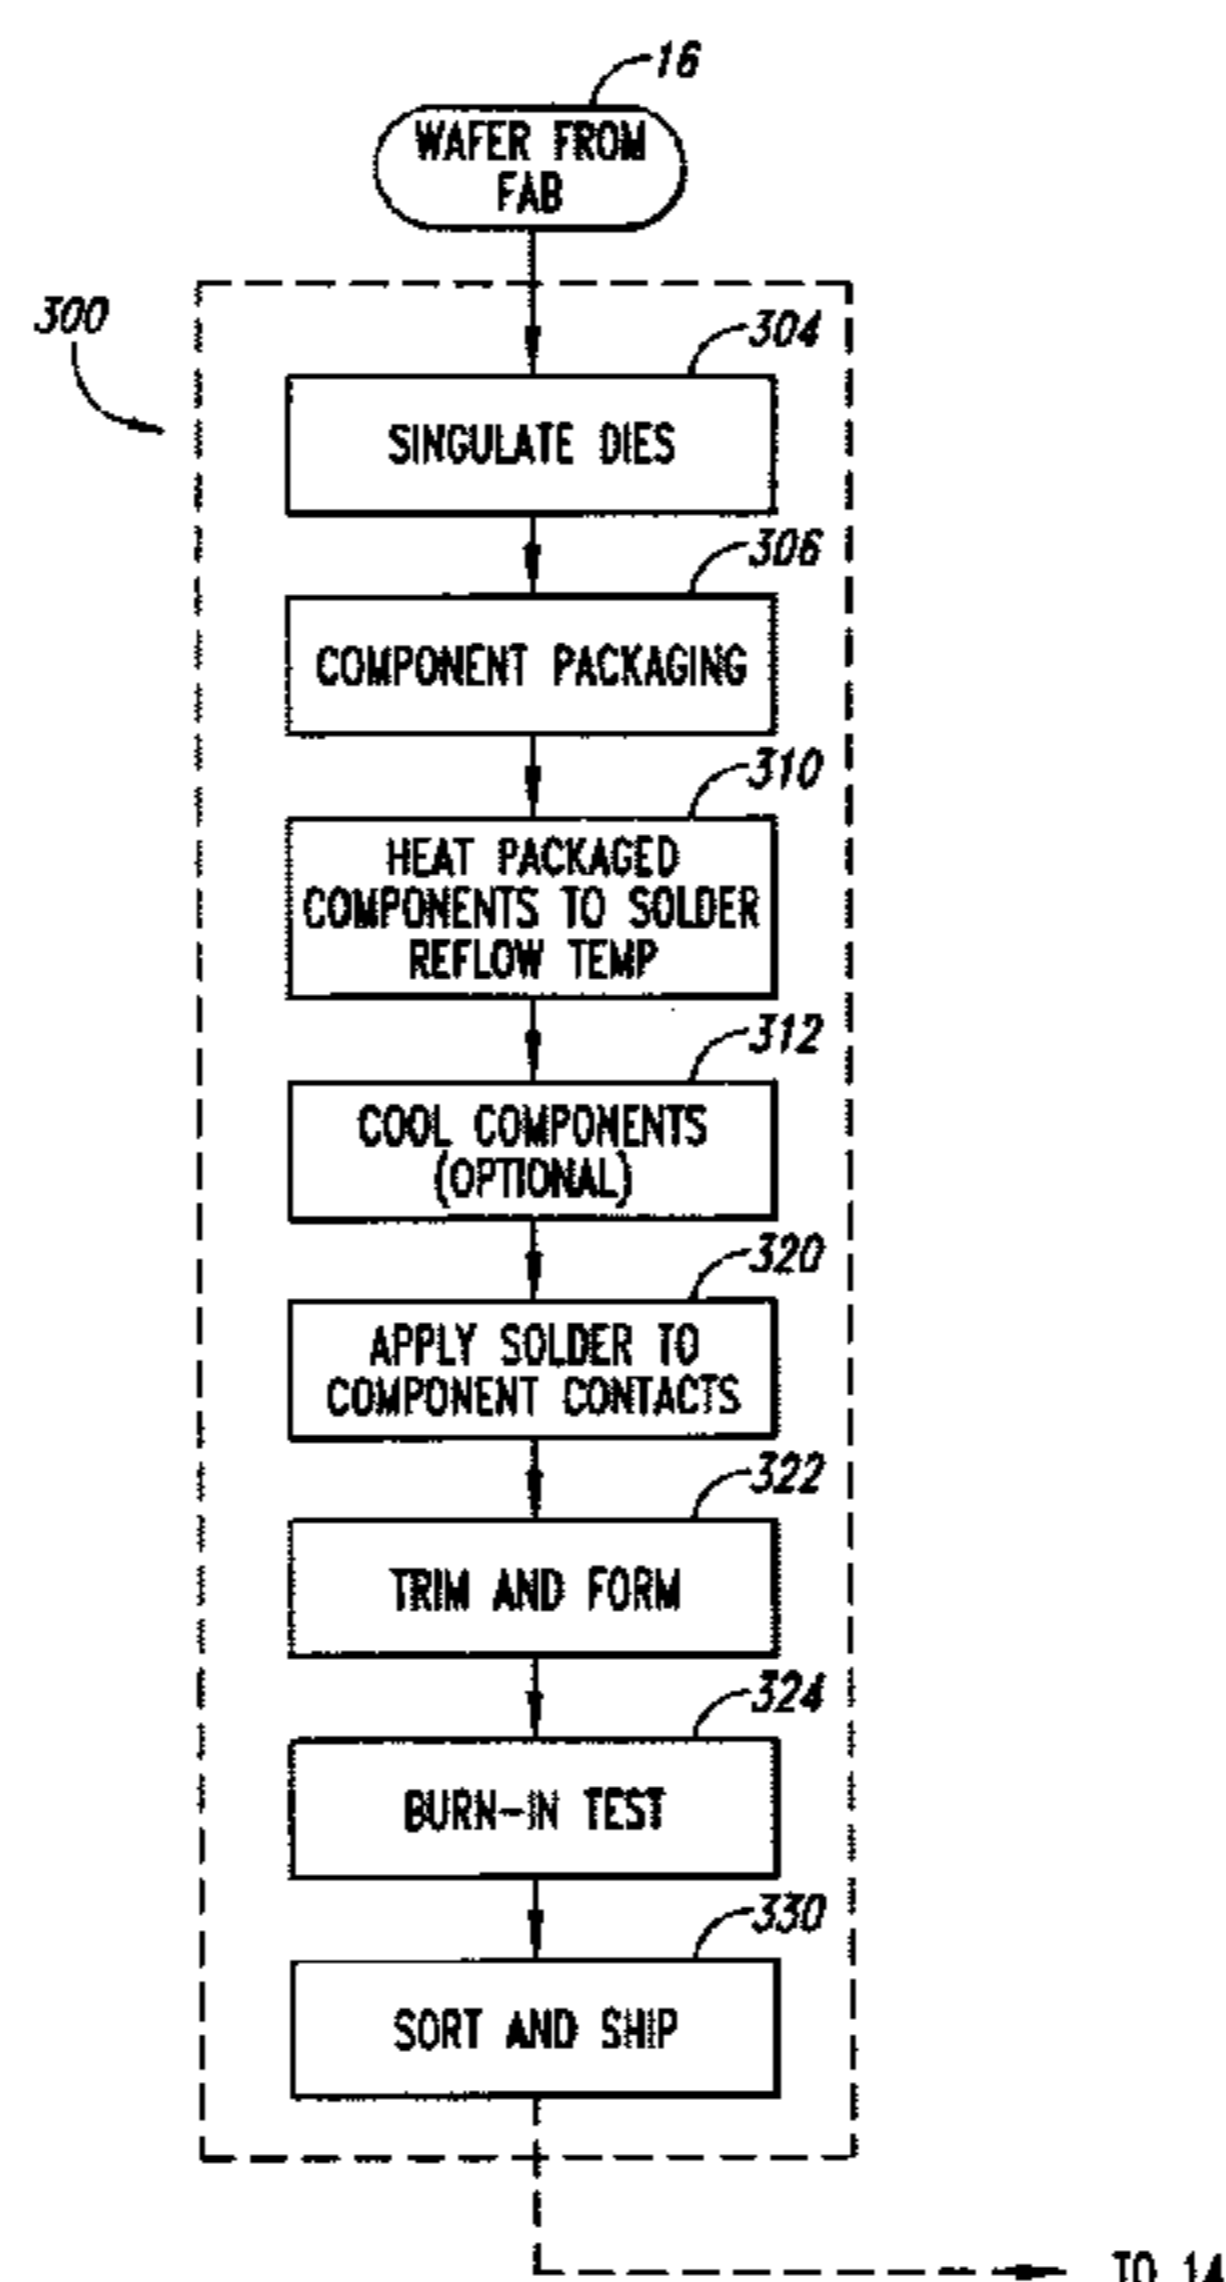 16
WAFER FROM
FAB
300
304
SINGULATE DIES
306
COMPONENT PACKAGING
310
HEAT PACKAGED
COMPONENTS TO SOLDER
REFLOW TEMP
312
COOL COMPONENTS
(OPTIONAL)
320
APPLY SOLDER TO
COMPONENT CONTACTS
322
TRIM AND FORM
324
BURN-IN TEST
330
SORT AND SHIP
TO 14